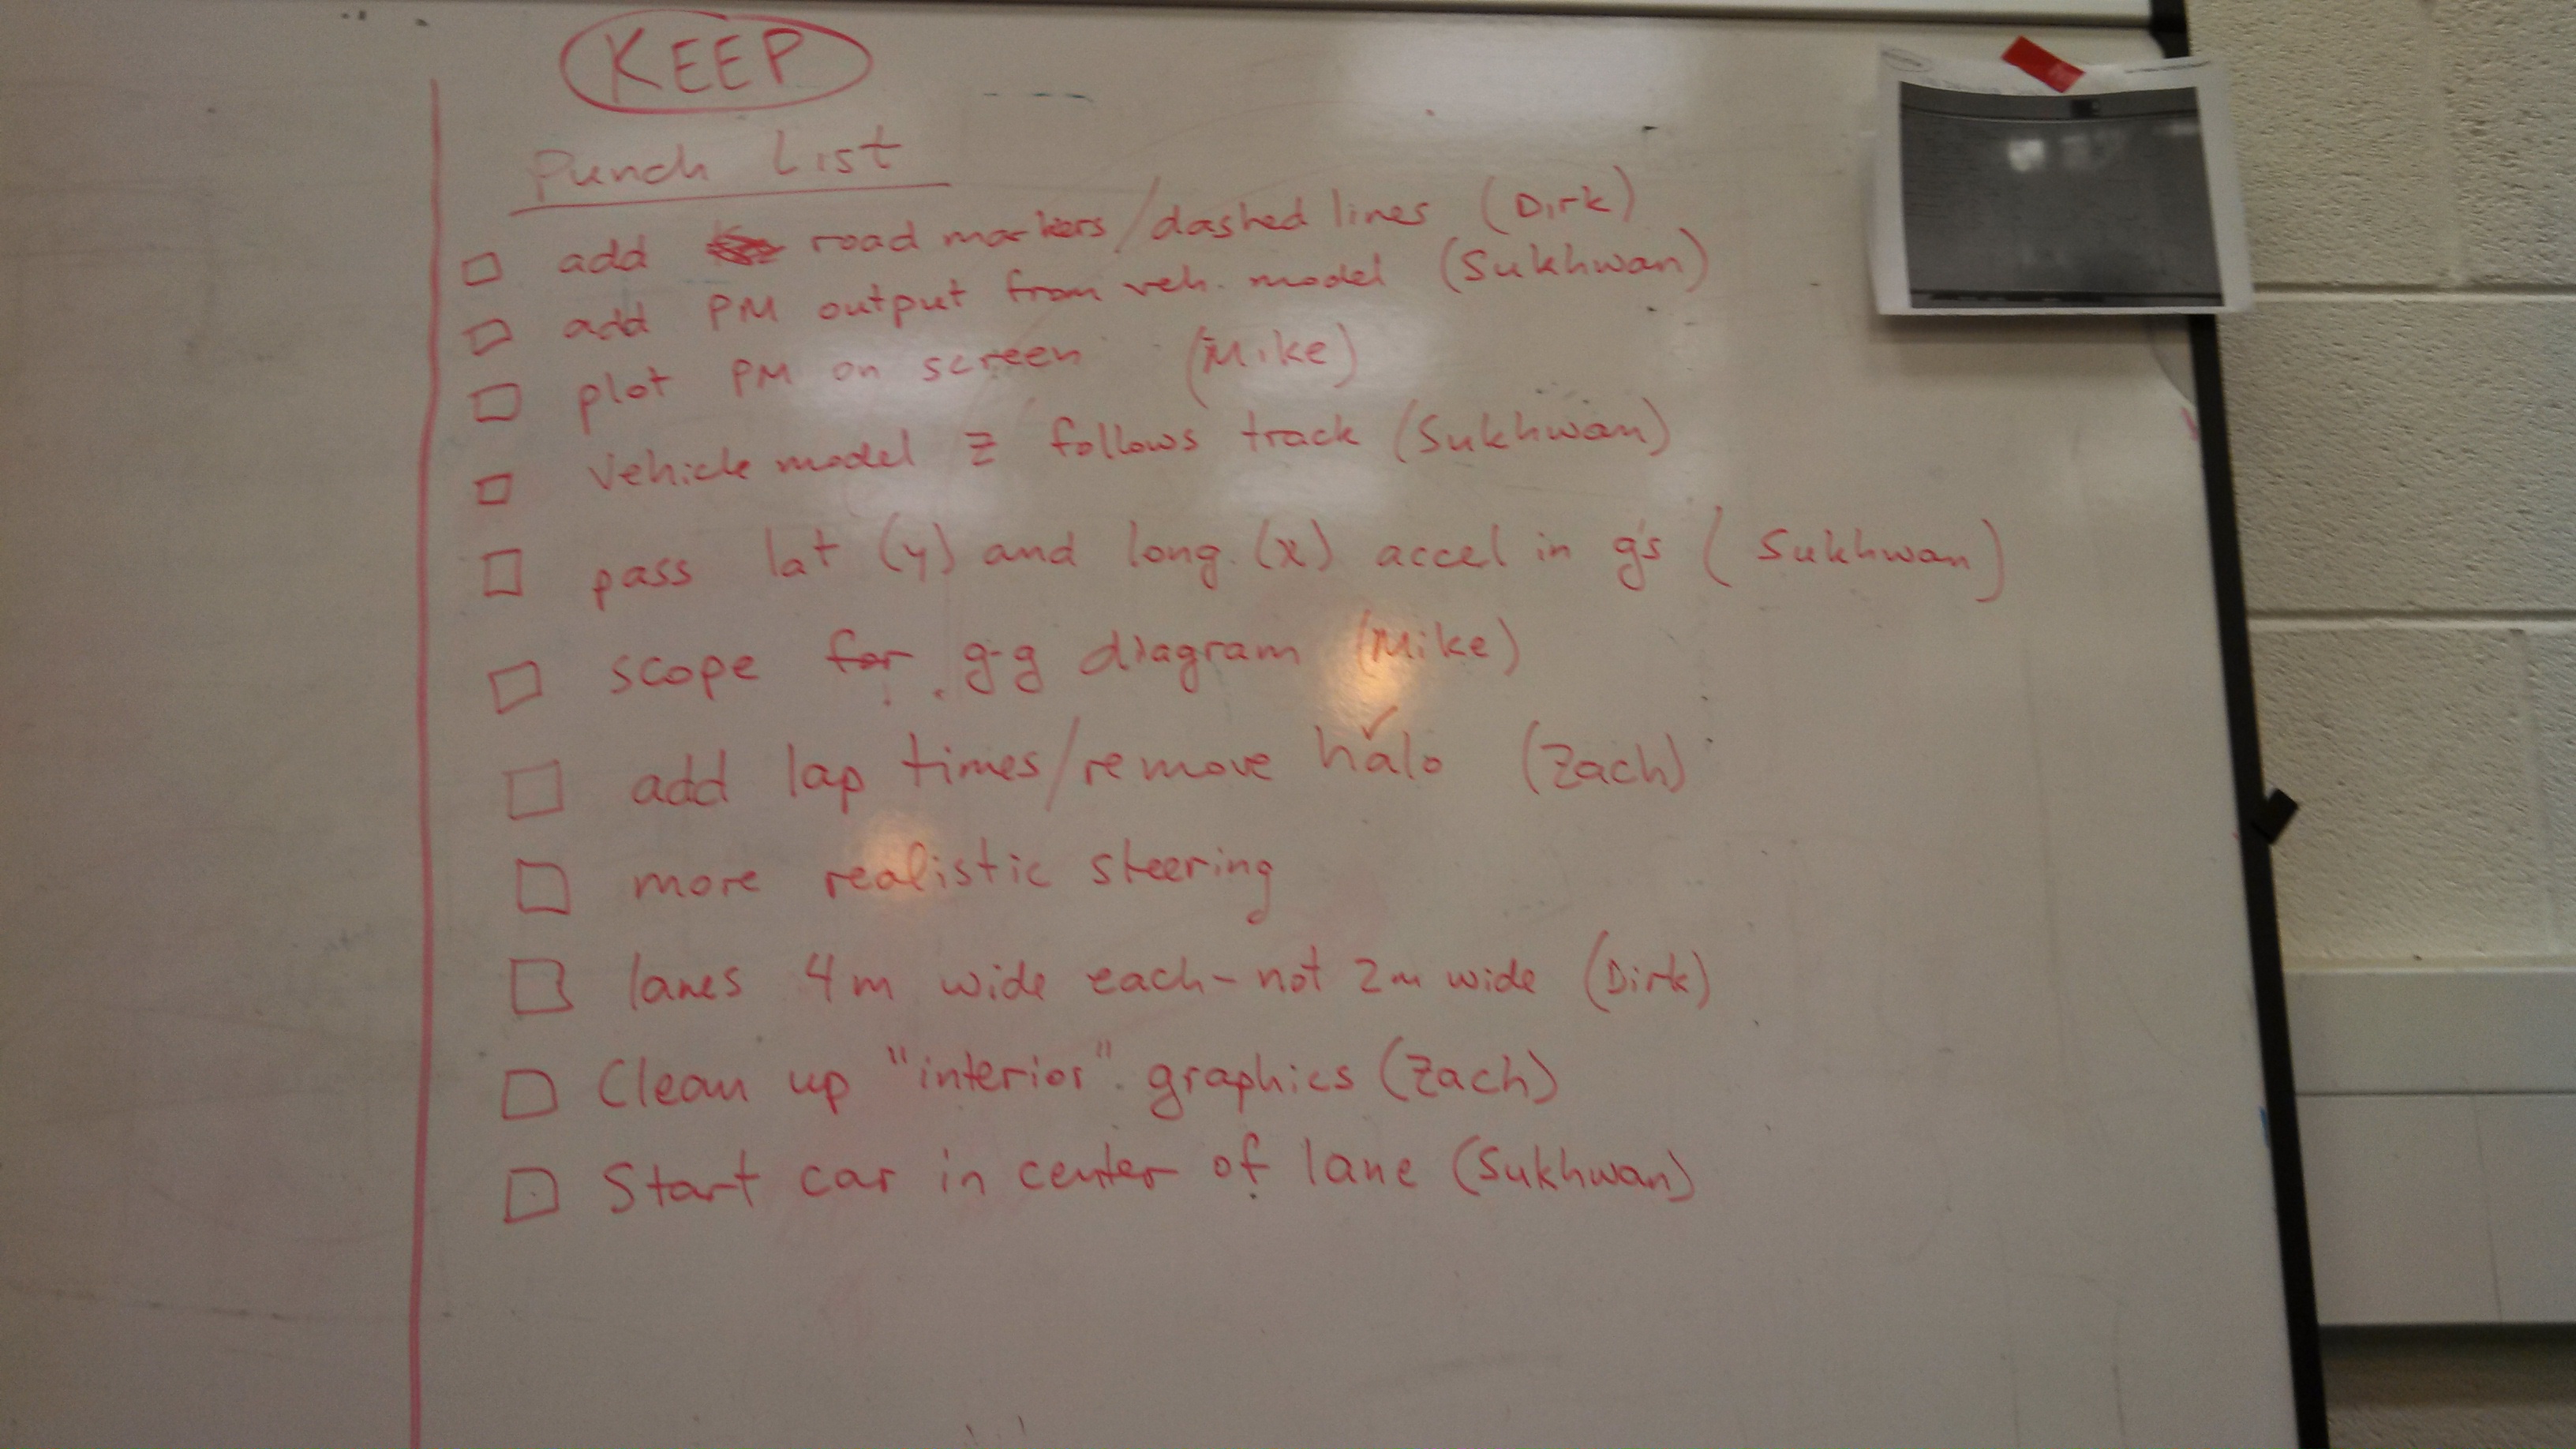 KEEP
Punch List
□ add road markers/dashed lines (Dirk)
□ add PM output from veh. model (Sukhwan)
□ plot PM on screen (Mike)
□ vehicle model z follows track (Sukhwan)
□ pass lat (y) and long. (x) accel in g's (Sukhwan)
□ scope for g-g diagram (Mike)
□ add lap times/remove halo ✓ (Zach)
□ more realistic steering
□ lanes 4m wide each - not 2m wide (Dirk)
□ Clean up "interior" graphics (Zach)
□ Start car in center of lane (Sukhwan)